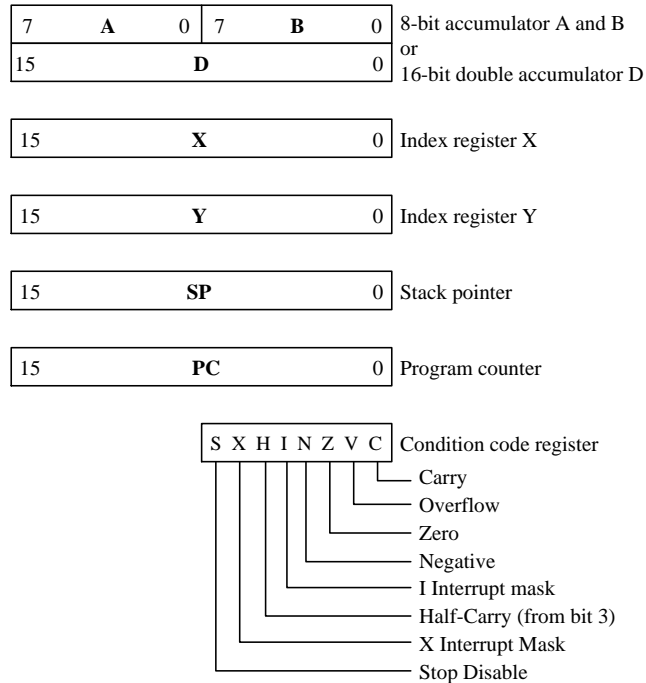 7 A 0 7 B 0 8-bit accumulator A and B
or
15 D 0 16-bit double accumulator D
15 X 0 Index register X
15 Y 0 Index register Y
15 SP 0 Stack pointer
15 PC 0 Program counter
S X H I N Z V C Condition code register
Carry
Overflow
Zero
Negative
I Interrupt mask
Half-Carry (from bit 3)
X Interrupt Mask
Stop Disable